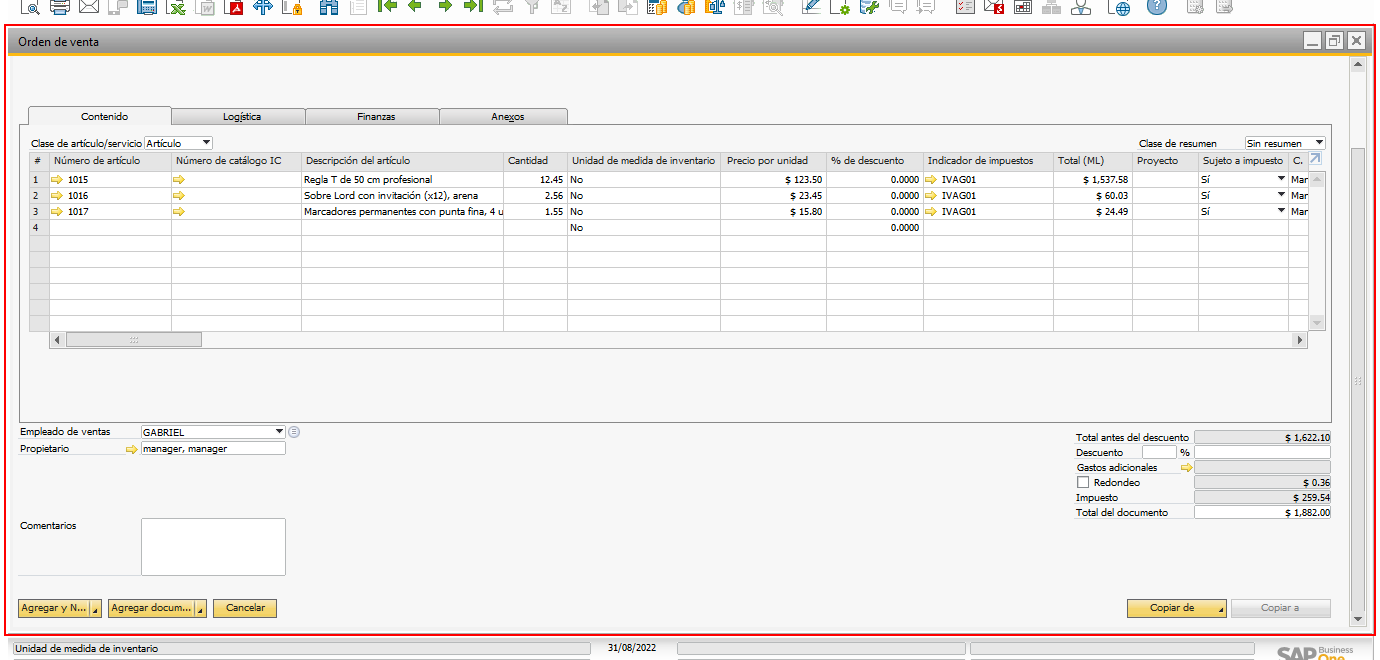 Orden de venta
Contenido Logística Finanzas Anexos
Clase de artículo/servicio Artículo Clase de resumen Sin resumen
# Número de artículo Número de catálogo IC Descripción del artículo Cantidad Unidad de medida de inventario Precio por unidad % de descuento Indicador de impuestos Total (ML) Proyecto Sujeto a impuesto C.
1 1015 Regla T de 50 cm profesional 12.45 No $ 123.50 0.0000 IVAG01 $ 1,537.58 Sí Mar
2 1016 Sobre Lord con invitación (x12), arena 2.56 No $ 23.45 0.0000 IVAG01 $ 60.03 Sí Mar
3 1017 Marcadores permanentes con punta fina, 4 u 1.55 No $ 15.80 0.0000 IVAG01 $ 24.49 Sí Mar
4 No 0.0000
Empleado de ventas GABRIEL
Propietario manager, manager
Total antes del descuento $ 1,622.10
Descuento %
Gastos adicionales
Redondeo $ 0.36
Impuesto $ 259.54
Total del documento $ 1,882.00
Comentarios
Agregar y N... Agregar docum... Cancelar Copiar de Copiar a
Unidad de medida de inventario 31/08/2022 SAP Business One